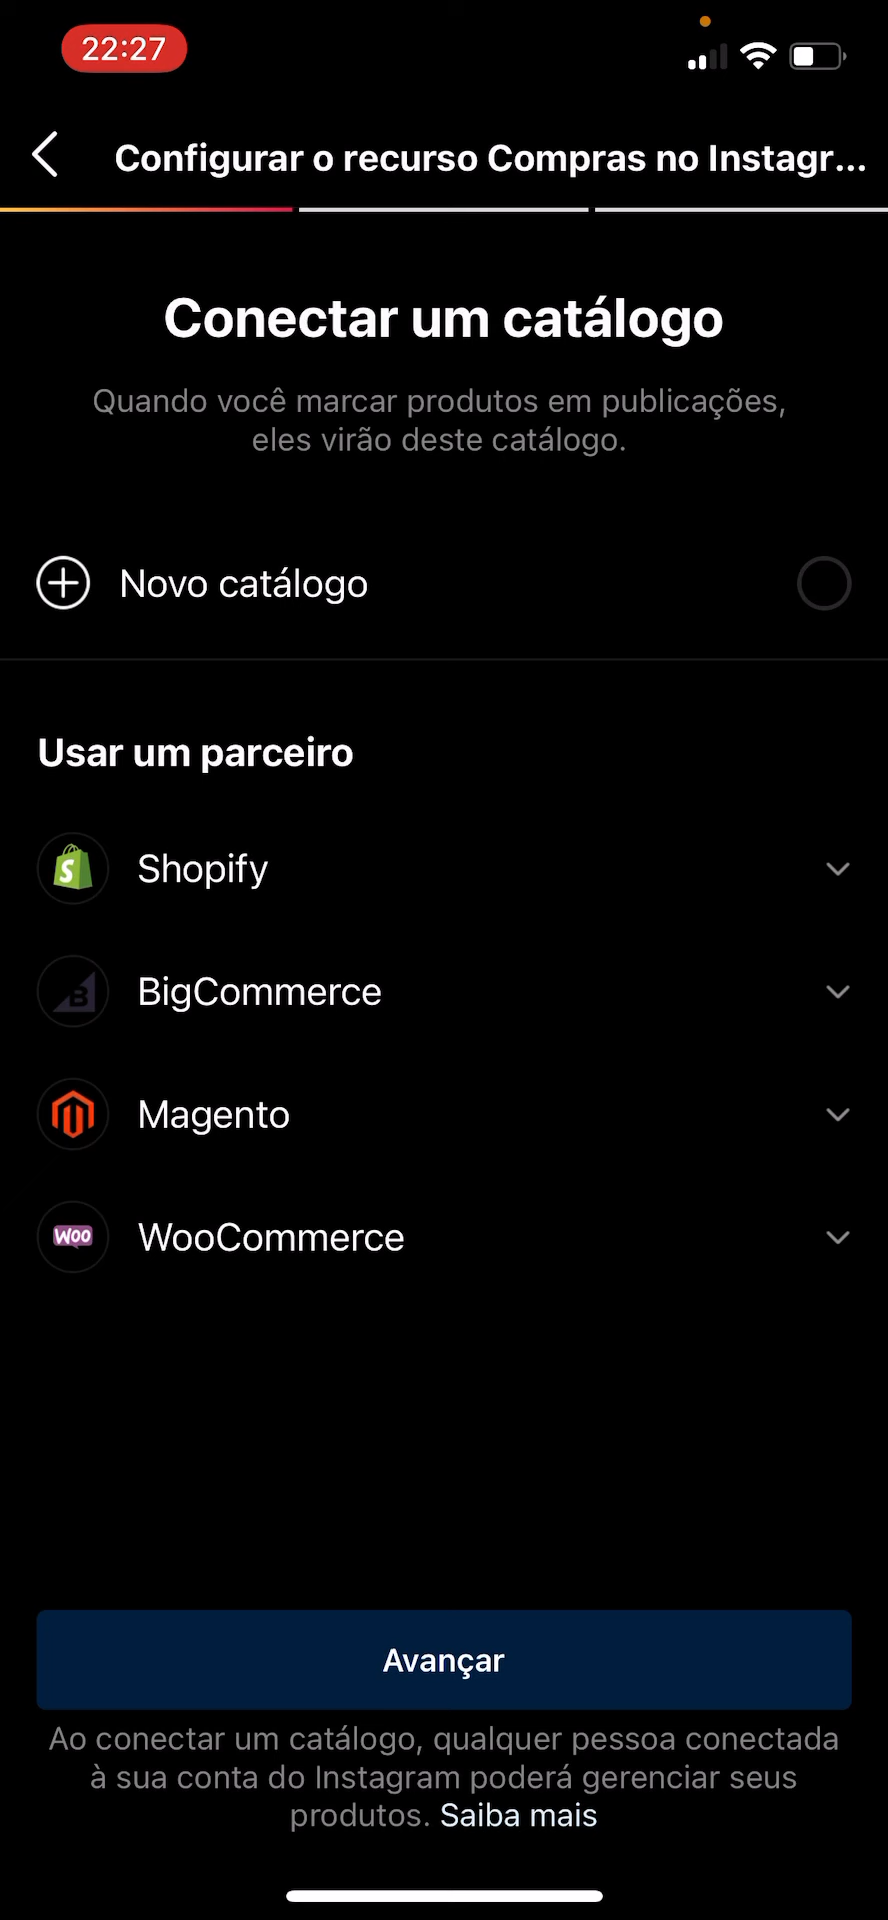 22:27
Configurar o recurso Compras no Instagr...
Conectar um catálogo
Quando você marcar produtos em publicações,
eles virão deste catálogo.
Novo catálogo
Usar um parceiro
Shopify
BigCommerce
Magento
WOO
WooCommerce
Avançar
Ao conectar um catálogo, qualquer pessoa conectada
à sua conta do Instagram poderá gerenciar seus
produtos. Saiba mais